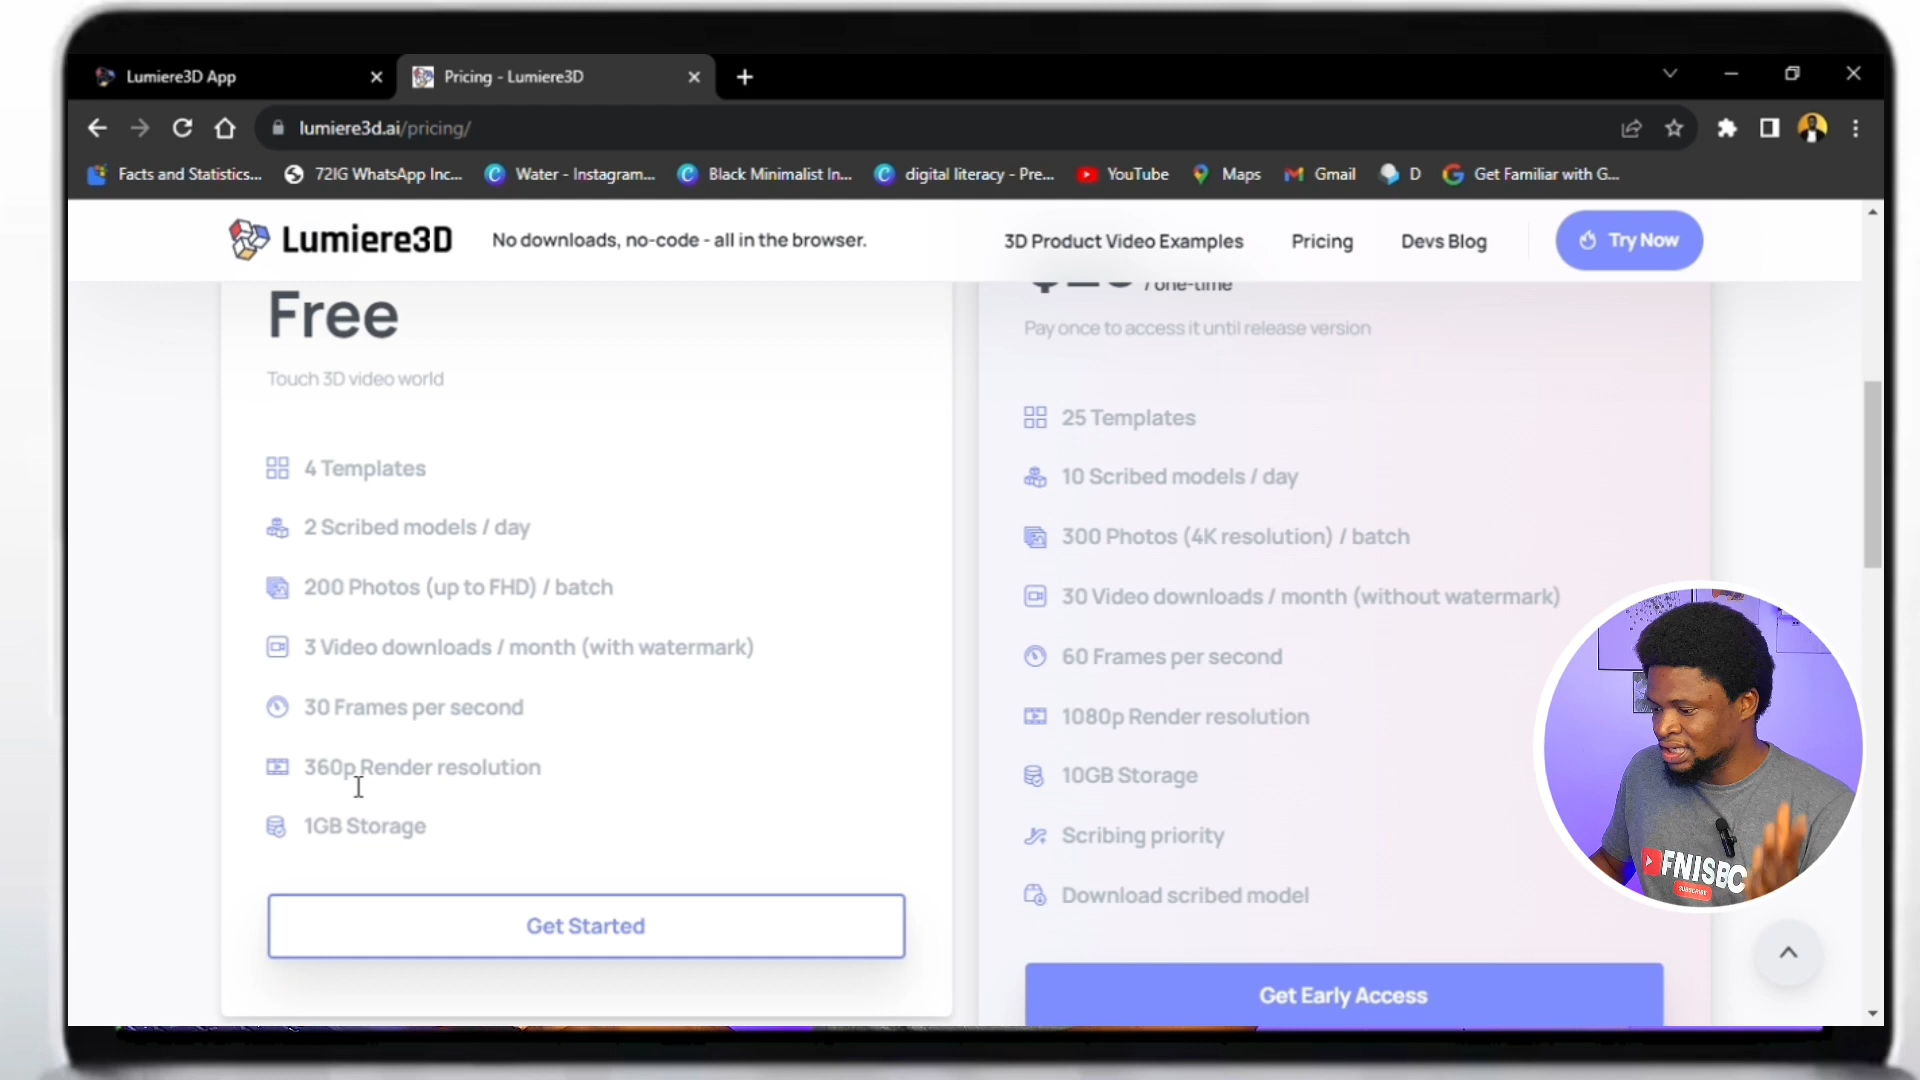 Lumiere3D App
Pricing - Lumiere3D
lumiere3d.ai/pricing/
Facts and Statistics...
72IG WhatsApp Inc...
Water - Instagram...
Black Minimalist In...
digital literacy - Pre...
YouTube
Maps
Gmail
D
Get Familiar with G...
Lumiere3D
No downloads, no-code - all in the browser.
3D Product Video Examples
Pricing
Devs Blog
Try Now
Free
Touch 3D video world
4 Templates
2 Scribed models / day
200 Photos (up to FHD) / batch
3 Video downloads / month (with watermark)
30 Frames per second
360p Render resolution
1GB Storage
Get Started
/ one-time
Pay once to access it until release version
25 Templates
10 Scribed models / day
300 Photos (4K resolution) / batch
30 Video downloads / month (without watermark)
60 Frames per second
1080p Render resolution
10GB Storage
Scribing priority
Download scribed model
Get Early Access
FNISBC
SUBSCRIBE